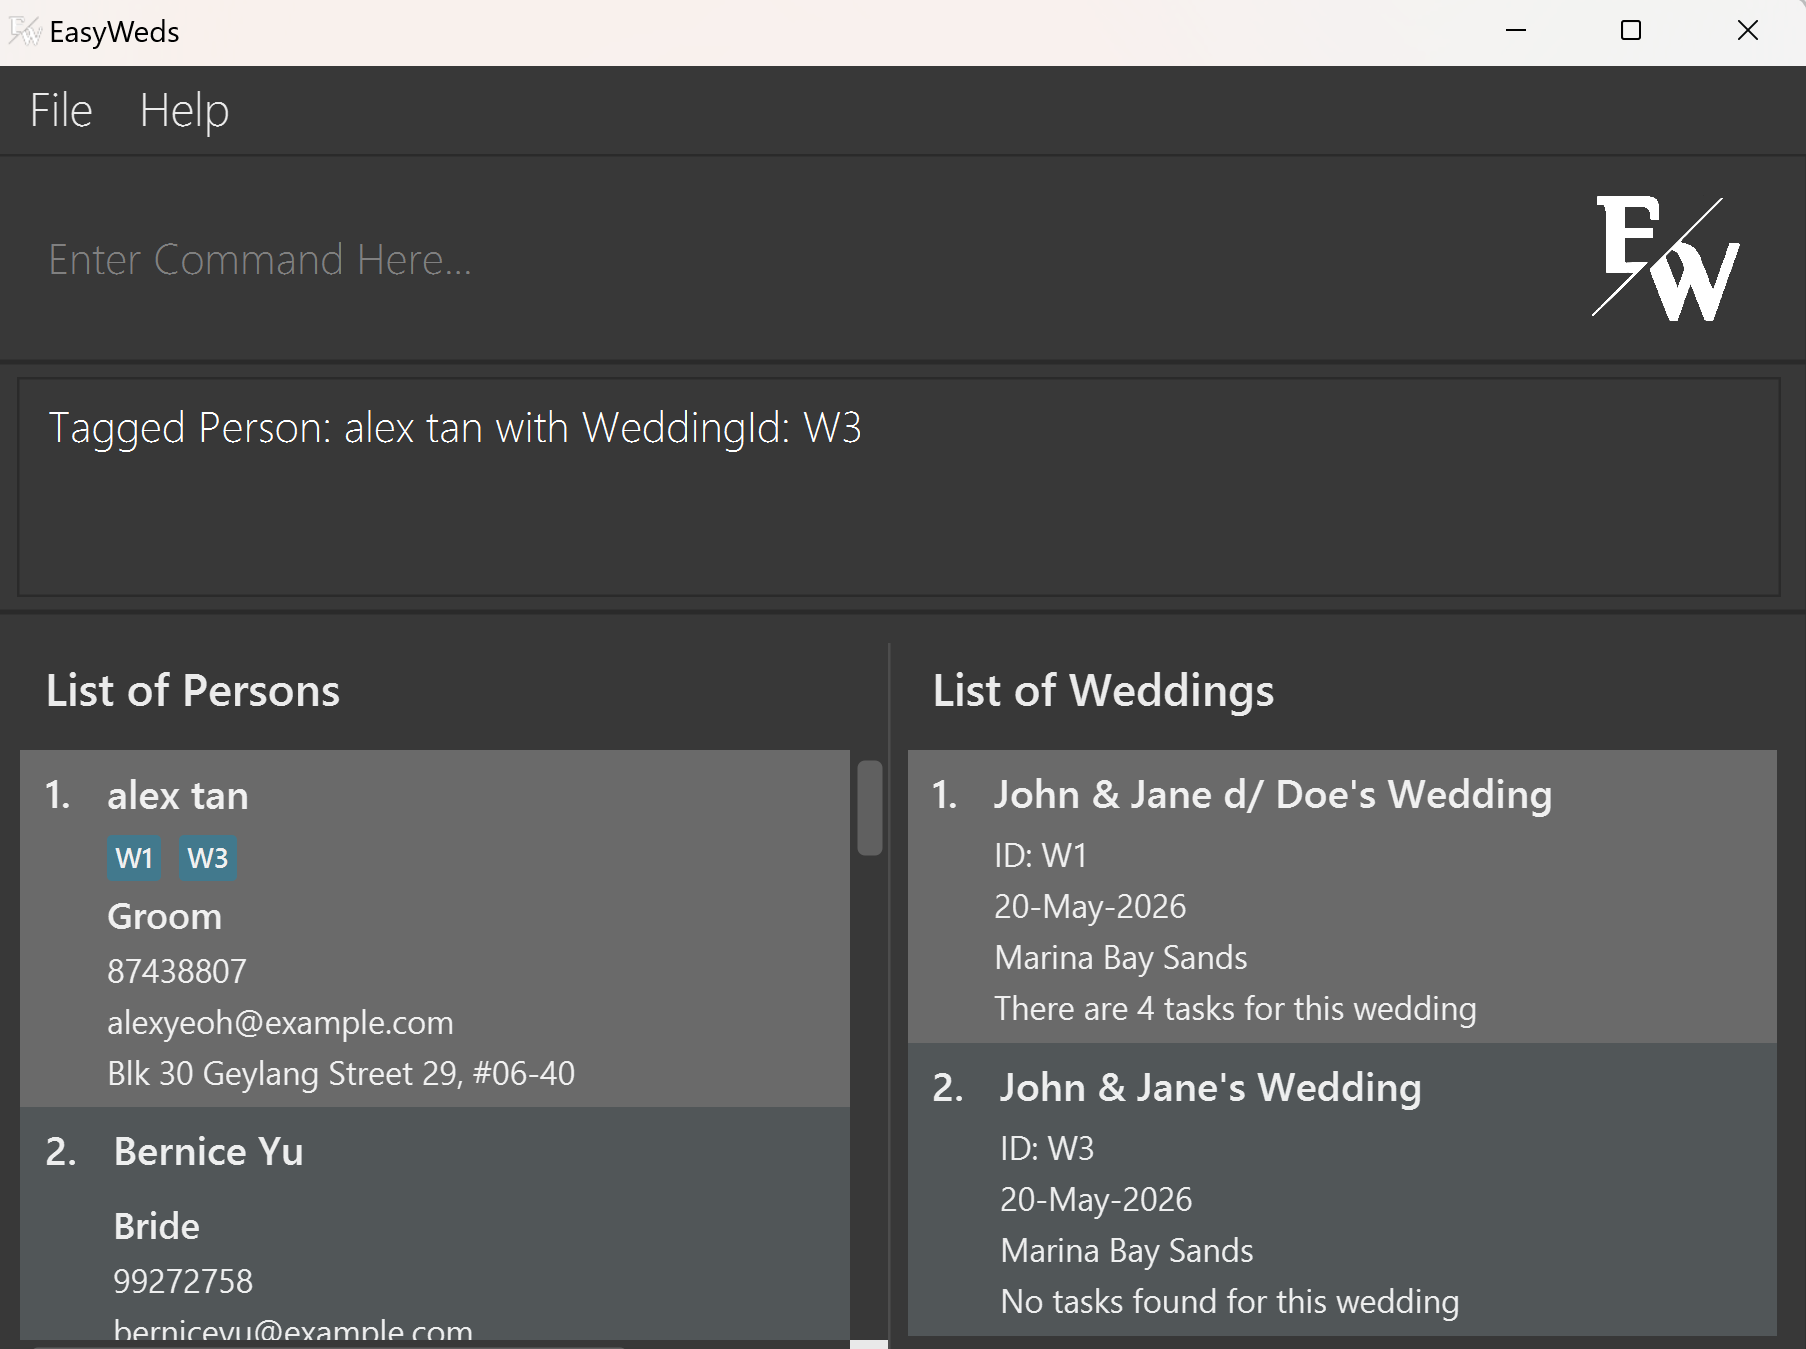 EasyWeds
File Help
Enter Command Here...
EW
Tagged Person: alex tan with WeddingId: W3
List of Persons
1. alex tan
W1 W3
Groom
87438807
alexyeoh@example.com
Blk 30 Geylang Street 29, #06-40
2. Bernice Yu
Bride
99272758
berniceyu@example.com
List of Weddings
1. John & Jane d/ Doe's Wedding
ID: W1
20-May-2026
Marina Bay Sands
There are 4 tasks for this wedding
2. John & Jane's Wedding
ID: W3
20-May-2026
Marina Bay Sands
No tasks found for this wedding